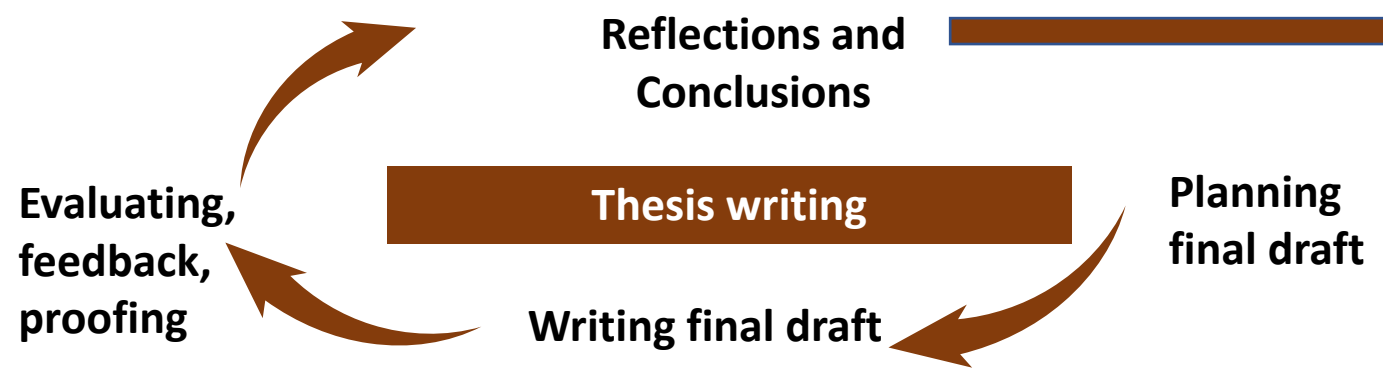 Reflections and
Conclusions
Thesis writing
Planning
final draft
Evaluating,
feedback,
proofing
Writing final draft